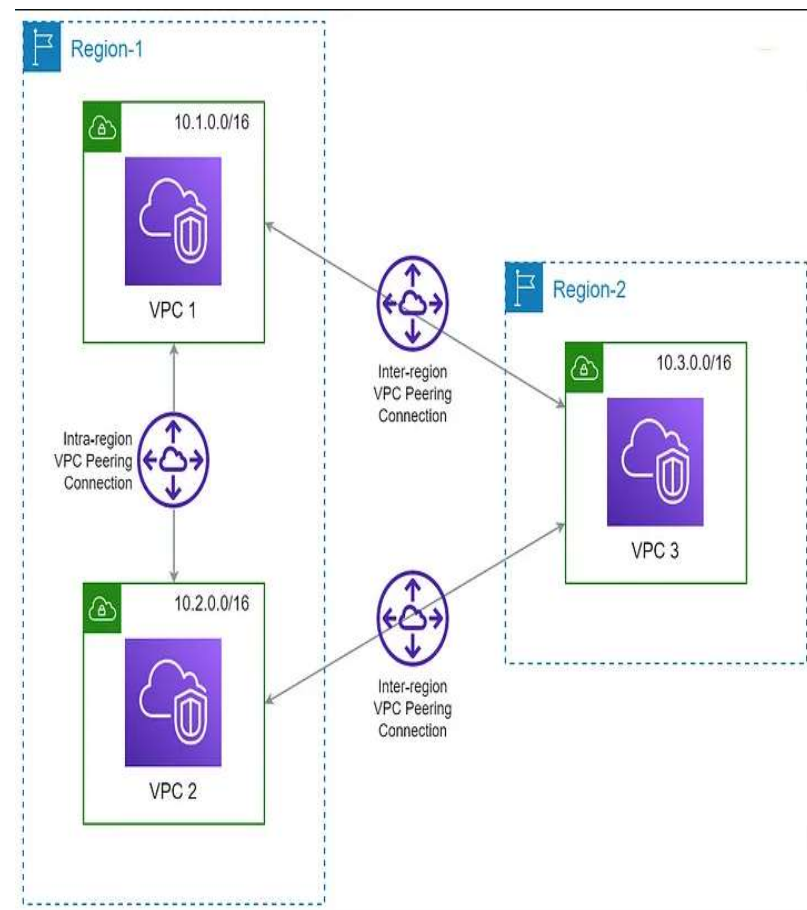 Region-1
10.1.0.0/16
VPC 1
Inter-region
VPC Peering
Connection
Region-2
10.3.0.0/16
VPC 3
Intra-region
VPC Peering
Connection
10.2.0.0/16
VPC 2
Inter-region
VPC Peering
Connection